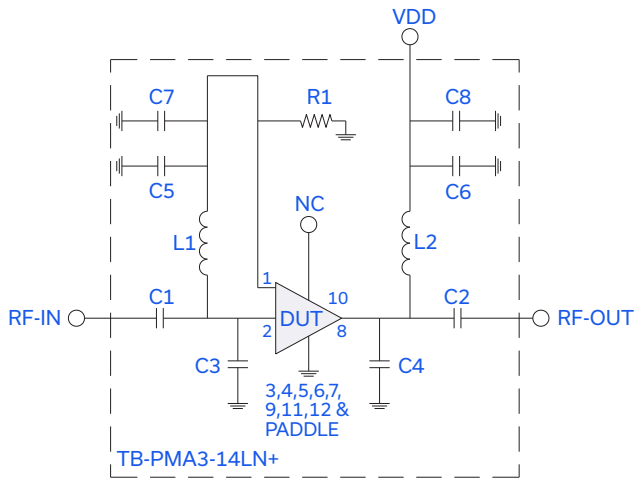 VDD
C7
R1
C8
C5
C6
NC
L1
L2
1
10
RF-IN
C1
2
DUT
8
C2
RF-OUT
C3
C4
3,4,5,6,7,
9,11,12 &
PADDLE
TB-PMA3-14LN+